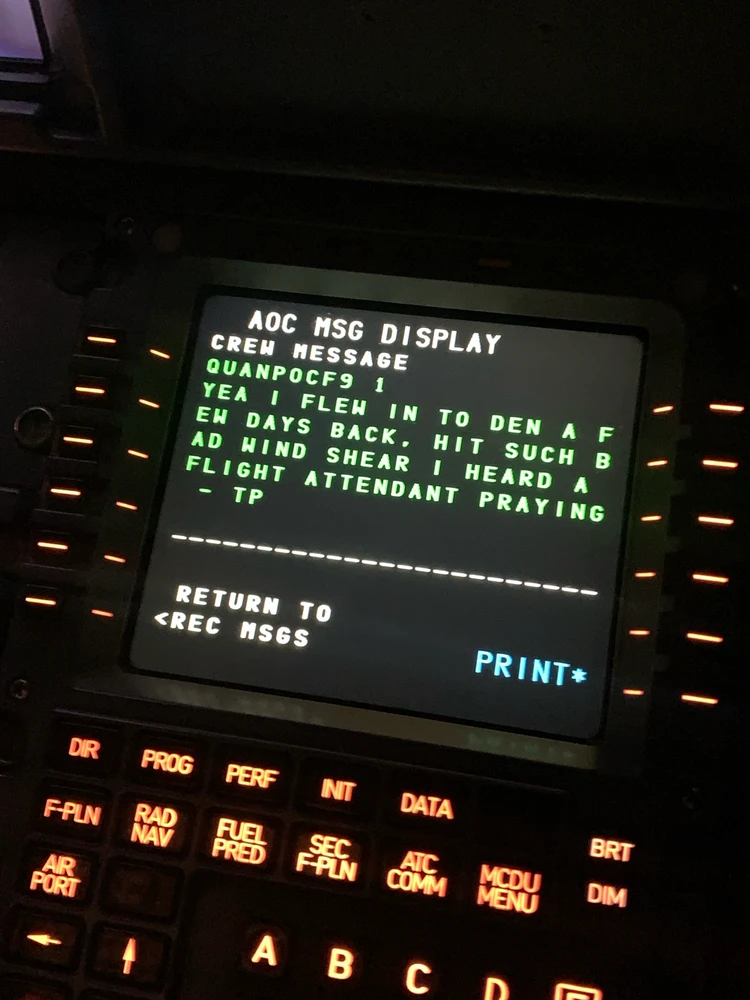 AOC MSG DISPLAY
CREW MESSAGE
QUANPOCF9 1
YEA I FLEW IN TO DEN A F
EW DAYS BACK, HIT SUCH B
AD WIND SHEAR I HEARD A
FLIGHT ATTENDANT PRAYING
- TP
RETURN TO
<REC MSGS
PRINT*
DIR PROG PERF INIT DATA
BRT
F-PLN RAD NAV FUEL PRED SEC F-PLN ATC COMM MCDU MENU
DIM
AIR PORT
A B C D E